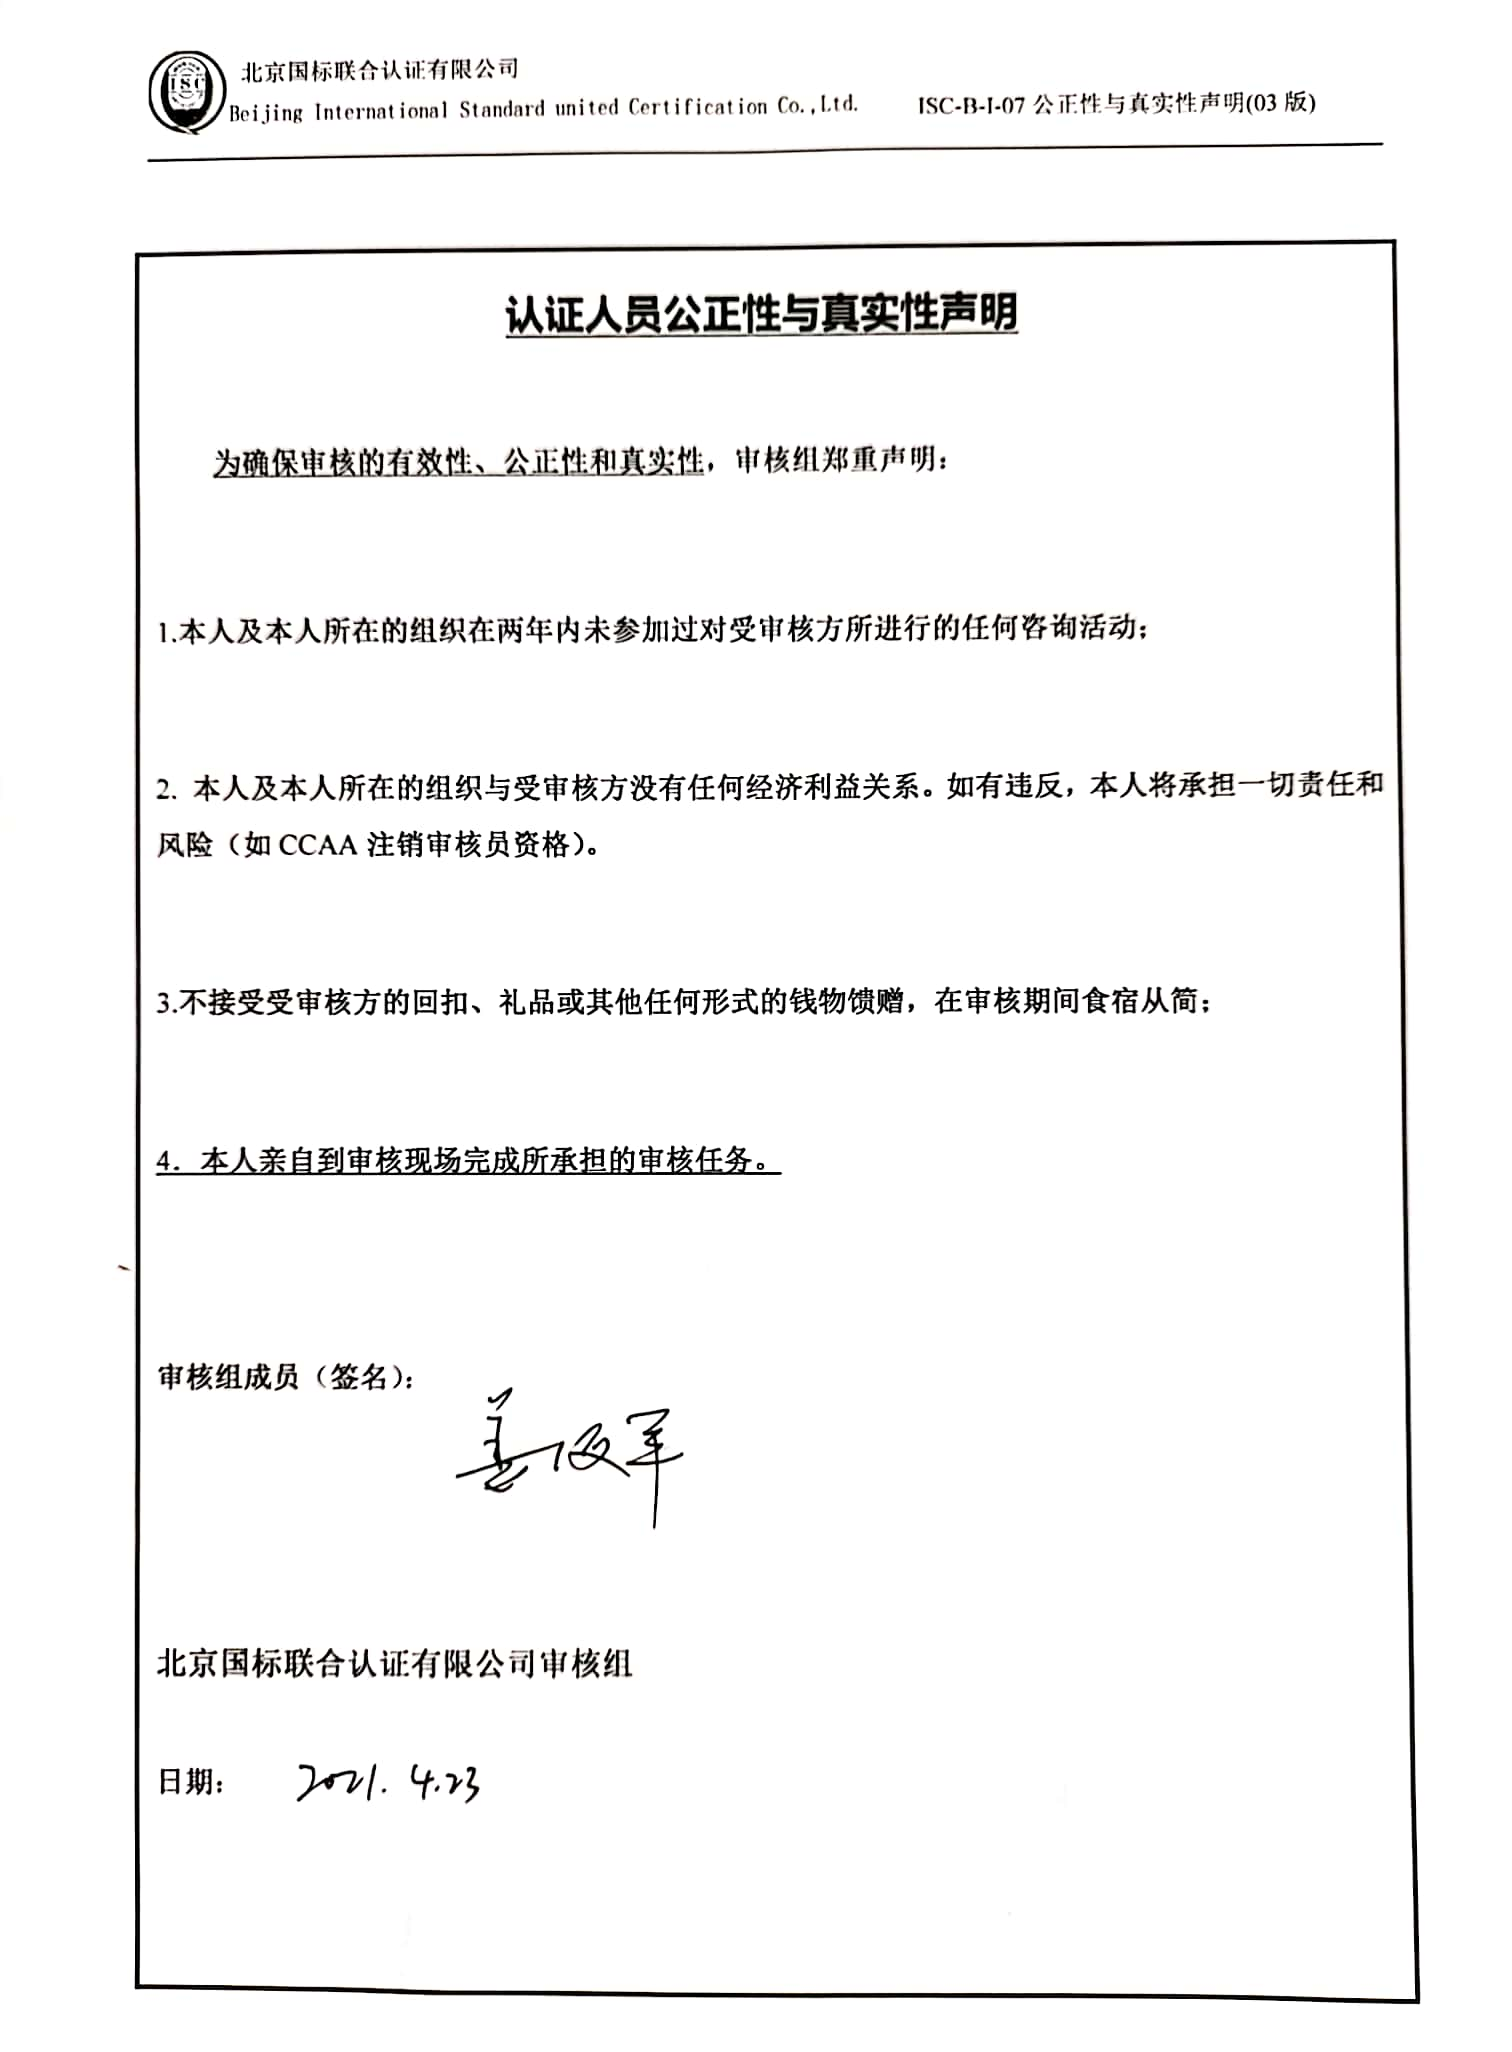 北京国标联合认证有限公司
Beijing International Standard united Certification Co.,Ltd. ISC-B-I-07 公正性与真实性声明(03 版)
ISC
认证人员公正性与真实性声明
为确保审核的有效性、公正性和真实性，审核组郑重声明：
1.本人及本人所在的组织在两年内未参加过对受审核方所进行的任何咨询活动；
2. 本人及本人所在的组织与受审核方没有任何经济利益关系。如有违反，本人将承担一切责任和
风险（如 CCAA 注销审核员资格）。
3.不接受受审核方的回扣、礼品或其他任何形式的钱物馈赠，在审核期间食宿从简；
4．本人亲自到审核现场完成所承担的审核任务。
审核组成员（签名）：
北京国标联合认证有限公司审核组
日期： 2021.4.23